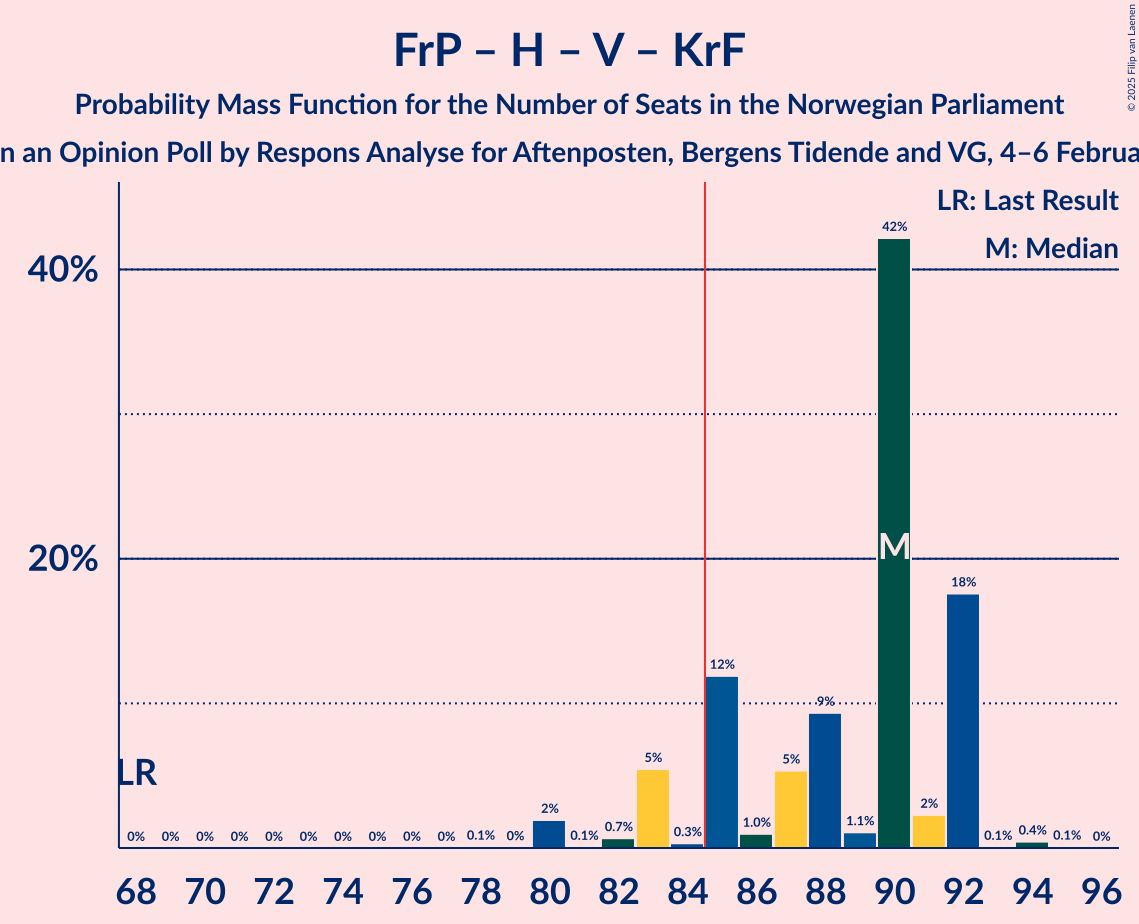 FrP – H – V – KrF
Probability Mass Function for the Number of Seats in the Norwegian Parliament
n an Opinion Poll by Respons Analyse for Aftenposten, Bergens Tidende and VG, 4–6 Februa
© 2025 Filip van Laenen
LR: Last Result
M: Median
40%
20%
LR
M
0% 0% 0% 0% 0% 0% 0% 0% 0% 0% 0.1% 0% 2% 0.1% 0.7% 5% 0.3% 12% 1.0% 5% 9% 1.1% 42% 2% 18% 0.1% 0.4% 0.1% 0%
68 70 72 74 76 78 80 82 84 86 88 90 92 94 96